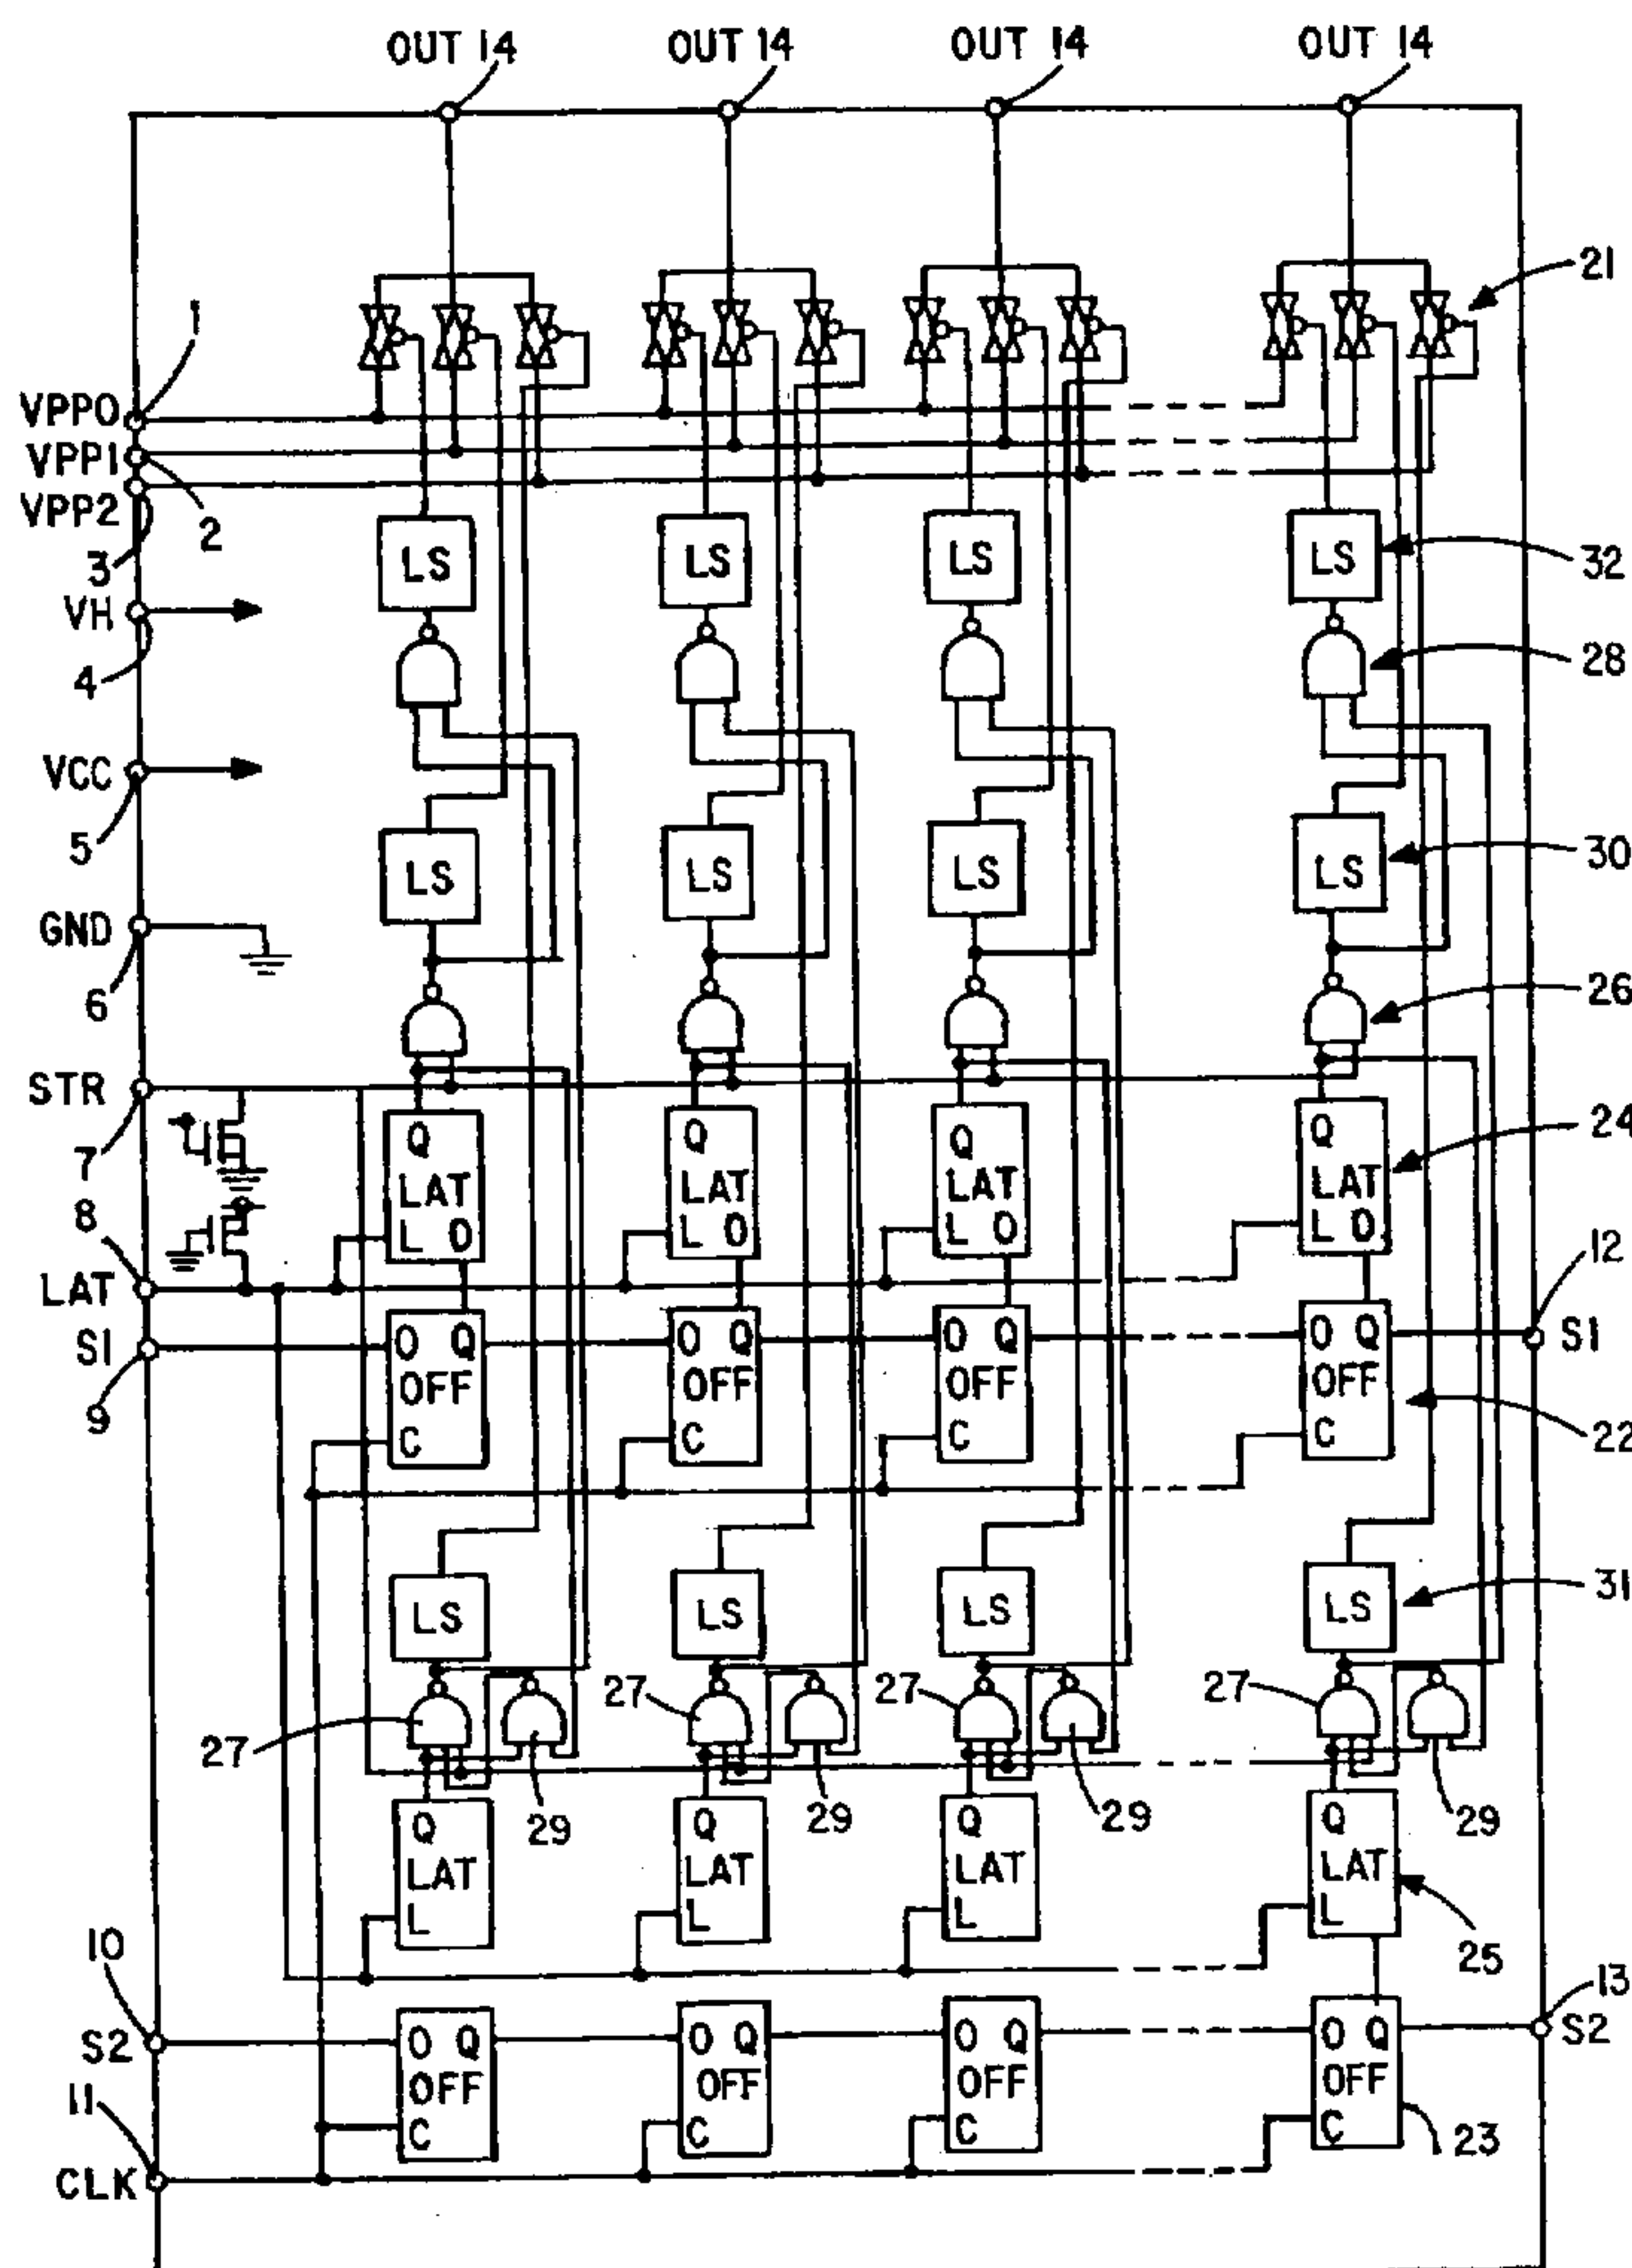 OUT 14 OUT 14 OUT 14 OUT 14
21
1
VPP0
VPP1
VPP2
2
3
LS LS LS LS 32
VH
4
28
VCC
5
LS LS LS LS 30
GND
6
26
STR
7
Q Q Q Q 24
LAT LAT LAT LAT
8
L O L O L O L O
12
LAT
S1 O Q O Q O Q O Q S1
9
OFF OFF OFF OFF
C C C C 22
LS LS LS LS 31
27 27 27 27
29 29 29 29
Q Q Q Q
LAT LAT LAT LAT
L L L L
25
10
13
S2 O Q O Q O Q O Q S2
OFF OFF OFF OFF
11
C C C C 23
CLK